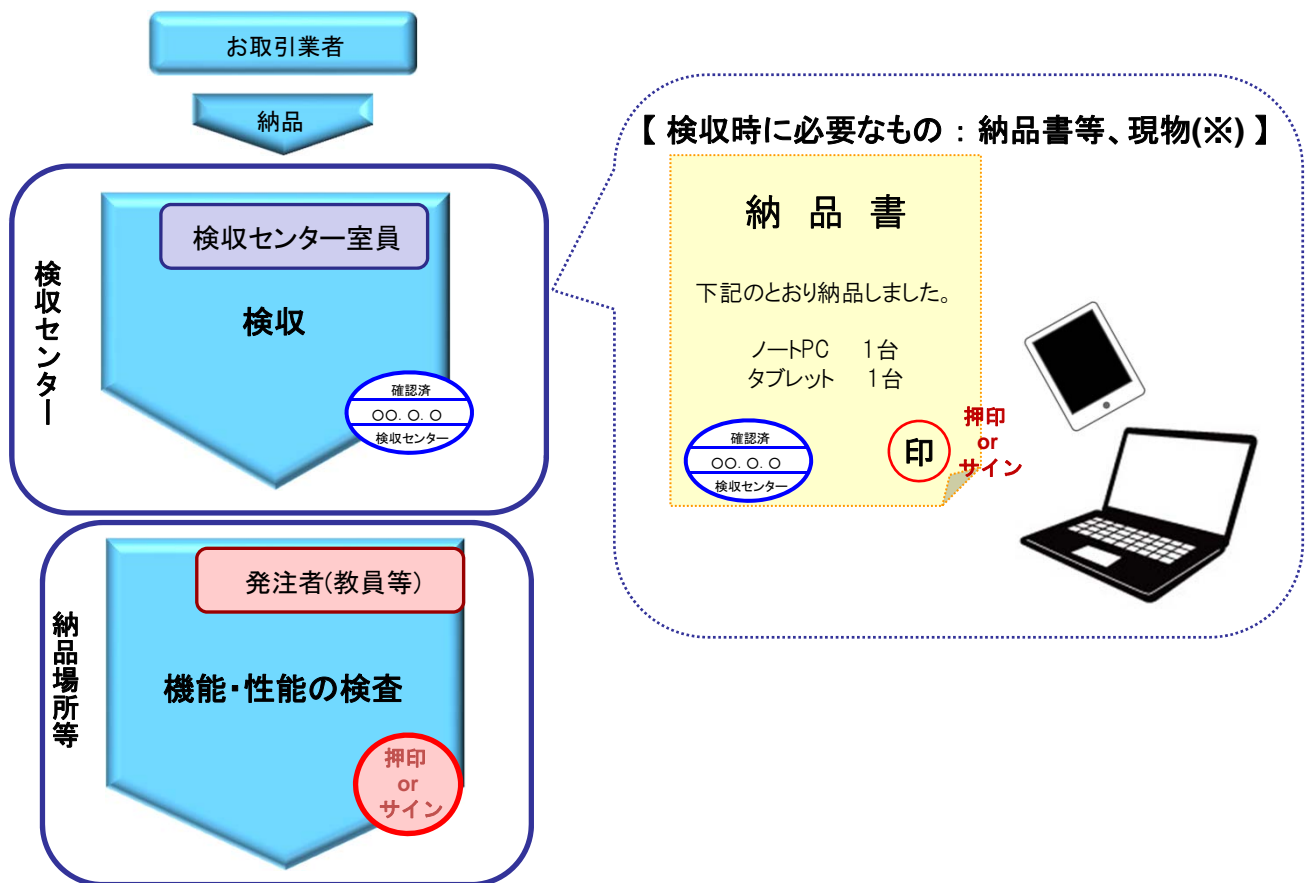 お取引業者
納品
検収センター
検収センター室員
検収
確認済
○○. ○. ○
検収センター
納品場所等
発注者(教員等)
機能・性能の検査
押印
or
サイン
【 検収時に必要なもの : 納品書等、現物(※) 】
納 品 書
下記のとおり納品しました。
ノートPC 1台
タブレット 1台
確認済
○○. ○. ○
検収センター
印
押印
or
サイン